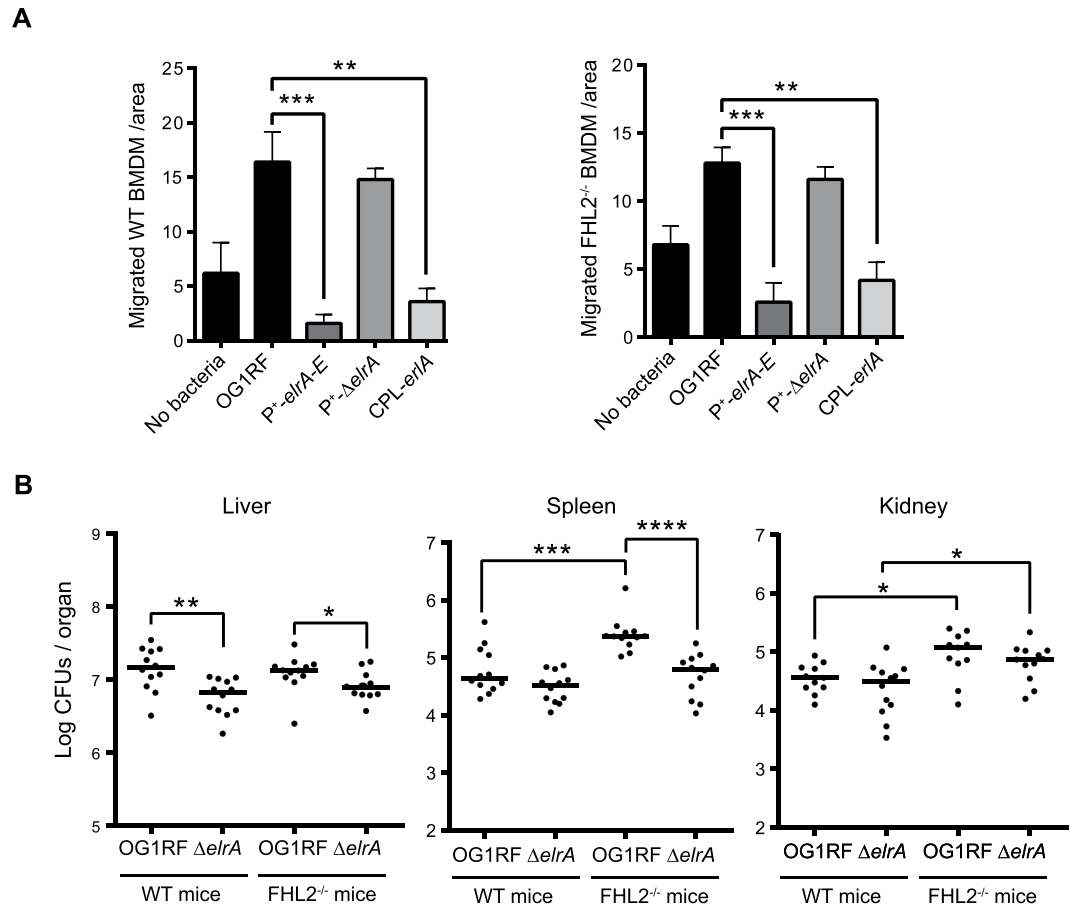 A
Migrated WT BMDM /area
25
20
15
10
5
0
**
***
No bacteria
OG1RF
P+-elrA-E
P+-ΔelrA
CPL-erlA
Migrated FHL2-/- BMDM /area
20
15
10
5
0
**
***
No bacteria
OG1RF
P+-elrA-E
P+-ΔelrA
CPL-erlA
B
Log CFUs / organ
Liver
9
8
7
6
5
**
*
OG1RF ΔelrA OG1RF ΔelrA
WT mice FHL2-/- mice
Spleen
7
6
5
4
3
2
***
****
OG1RF ΔelrA OG1RF ΔelrA
WT mice FHL2-/- mice
Kidney
7
6
5
4
3
2
*
*
OG1RF ΔelrA OG1RF ΔelrA
WT mice FHL2-/- mice